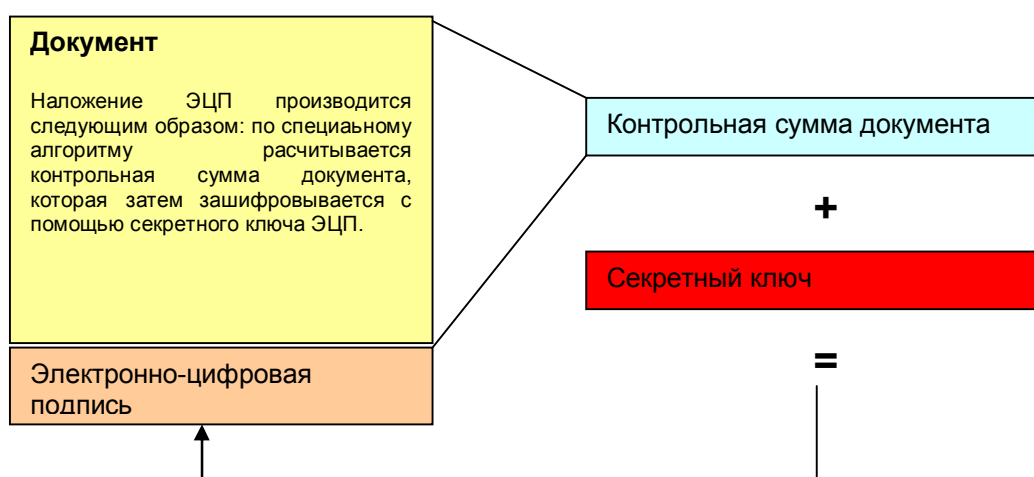 Документ
Наложение ЭЦП производится
следующим образом: по специаьному
алгоритму расчитывается
контрольная сумма документа,
которая затем зашифровывается с
помощью секретного ключа ЭЦП.
Электронно-цифровая
подпись
Контрольная сумма документа
+
Секретный ключ
=